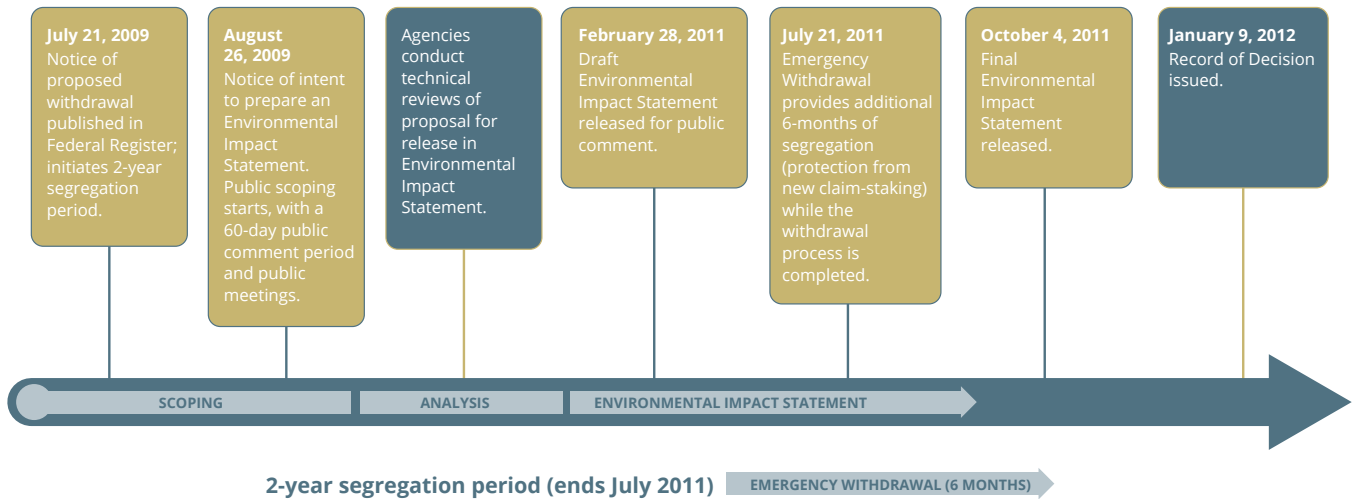 July 21, 2009
Notice of
proposed
withdrawal
published in
Federal Register;
initiates 2-year
segregation
period.
August
26, 2009
Notice of intent
to prepare an
Environmental
Impact
Statement.
Public scoping
starts, with a
60-day public
comment period
and public
meetings.
Agencies
conduct
technical
reviews of
proposal for
release in
Environmental
Impact
Statement.
February 28, 2011
Draft
Environmental
Impact Statement
released for public
comment.
July 21, 2011
Emergency
Withdrawal
provides additional
6-months of
segregation
(protection from
new claim-staking)
while the
withdrawal
process is
completed.
October 4, 2011
Final
Environmental
Impact
Statement
released.
January 9, 2012
Record of Decision
issued.
SCOPING
ANALYSIS
ENVIRONMENTAL IMPACT STATEMENT
2-year segregation period (ends July 2011)
EMERGENCY WITHDRAWAL (6 MONTHS)